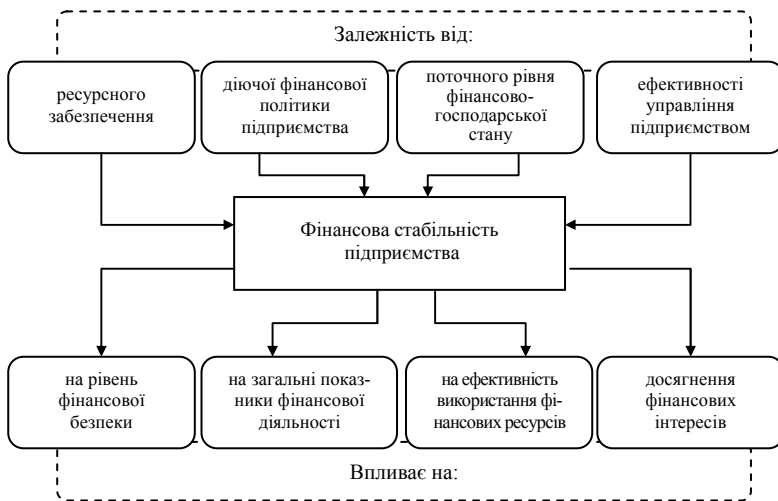 Залежність від:
ресурсного
забезпечення
діючої фінансової
політики
підприємства
поточного рівня
фінансово-
господарської
стану
ефективності
управління
підприємством
Фінансова стабільність
підприємства
на рівень
фінансової
безпеки
на загальні показ-
ники фінансової
діяльності
на ефективність
використання фі-
нансових ресурсів
досягнення
фінансових
інтересів
Впливає на: